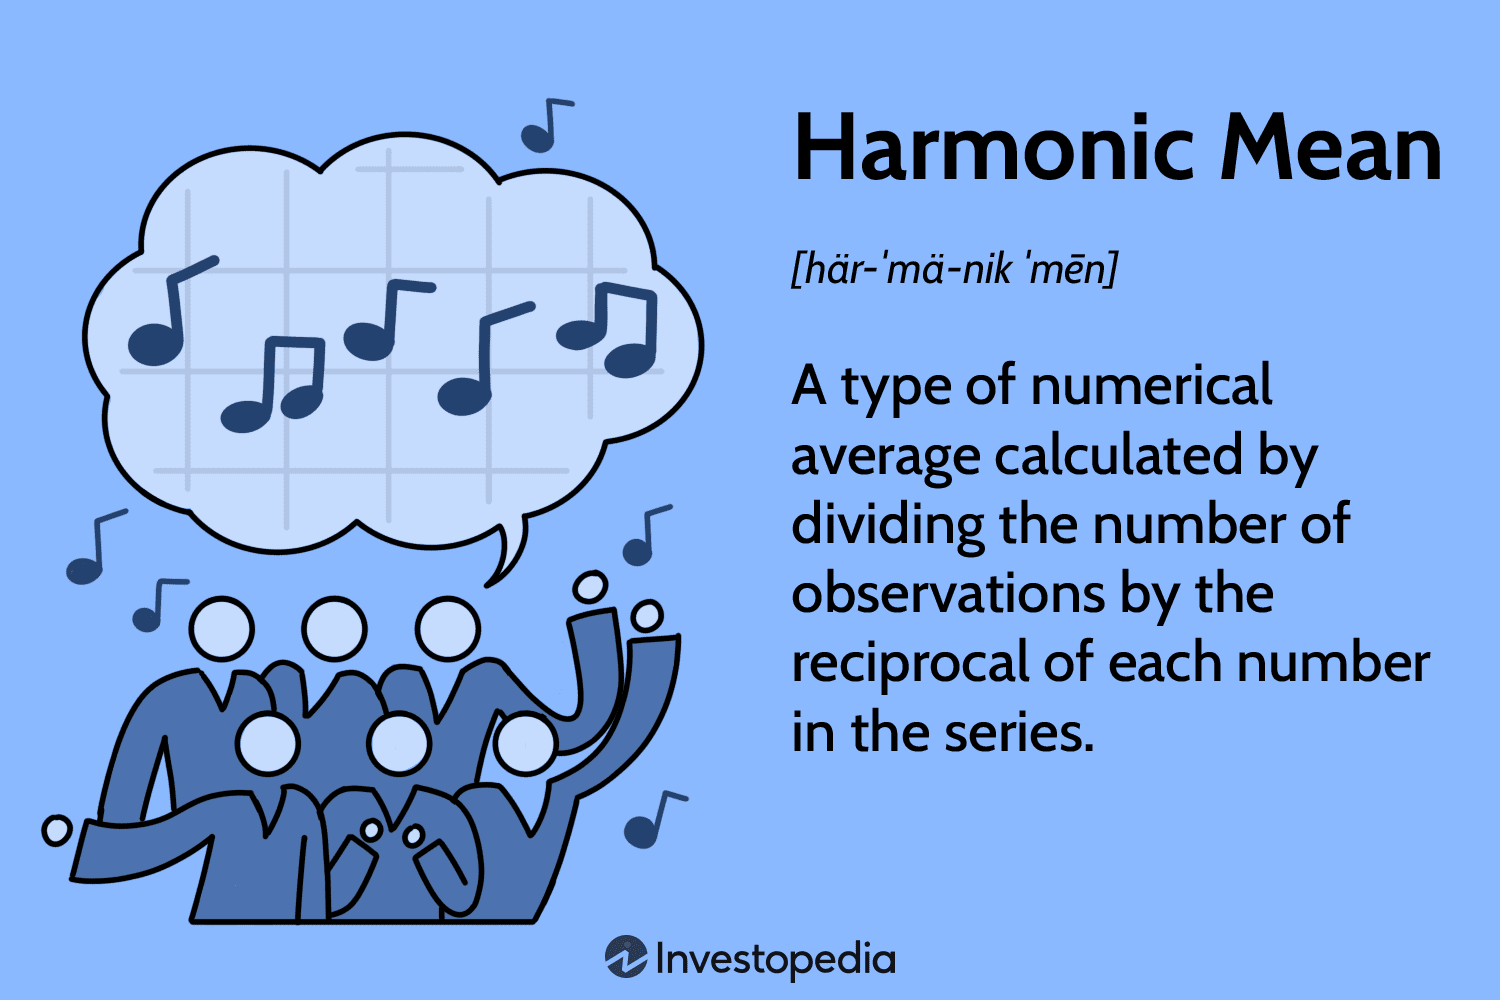 Harmonic Mean
[här-ˈmä-nik ˈmēn]
A type of numerical
average calculated by
dividing the number of
observations by the
reciprocal of each number
in the series.
Investopedia